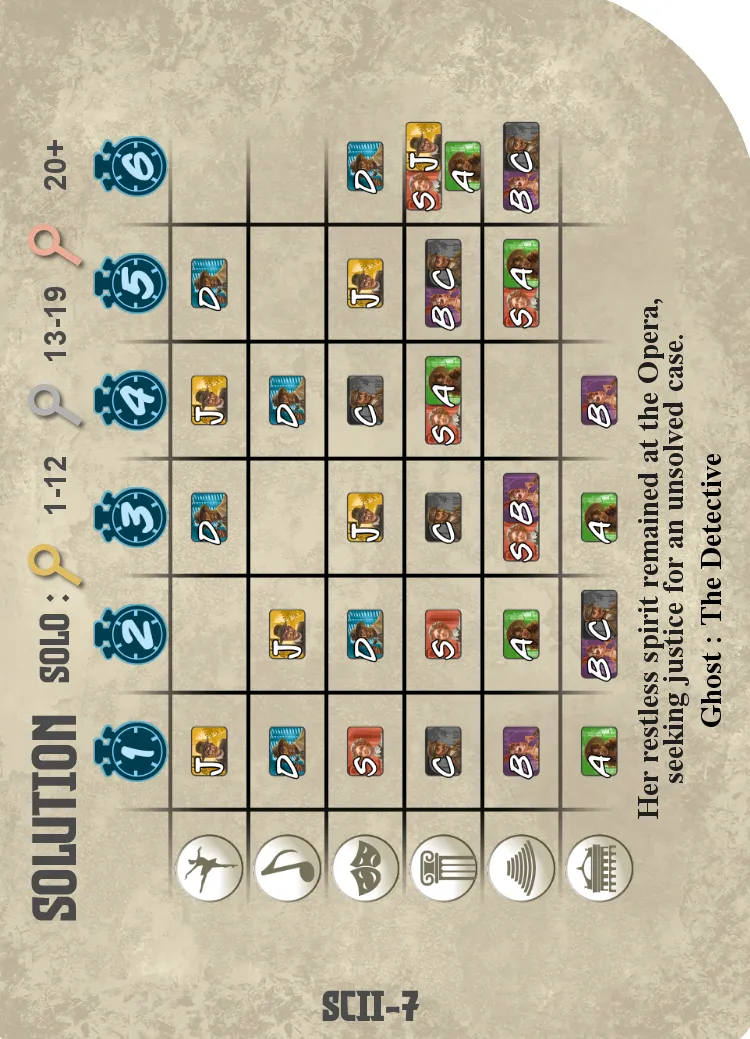 SOLUTION SOLO : 1-12 13-19 20+
1 2 3 4 5 6
J D J D
D J D
S D J C J D
C S C S A B C S J
A
B A S B S A B C
A B C A B
Her restless spirit remained at the Opera,
seeking justice for an unsolved case.
Ghost : The Detective
SCII-7